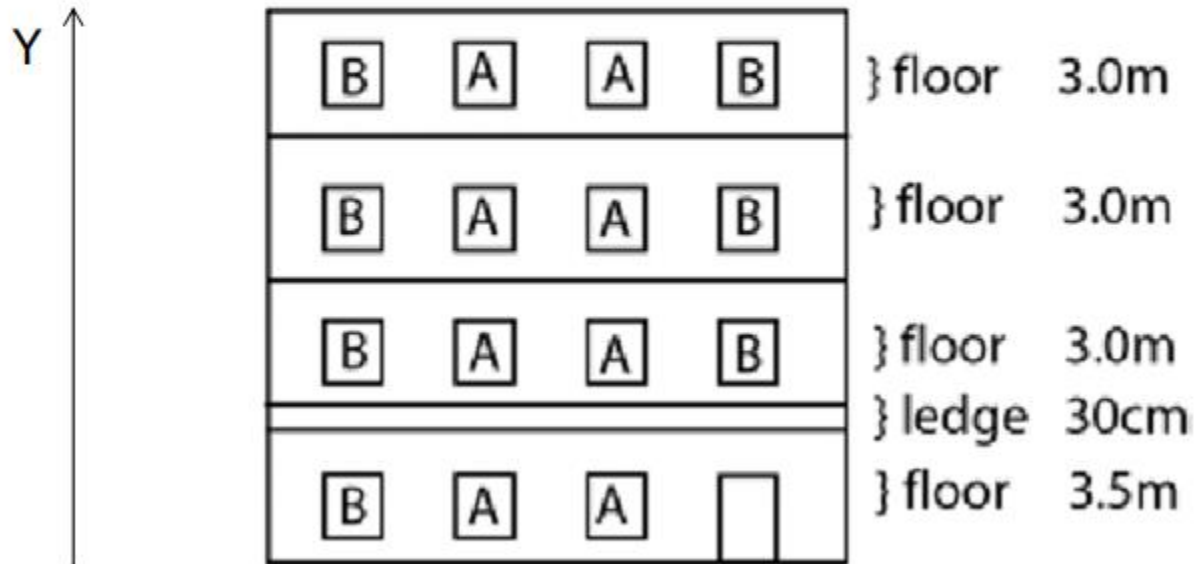 Y
B A A B } floor 3.0m
B A A B } floor 3.0m
B A A B } floor 3.0m
} ledge 30cm
B A A } floor 3.5m